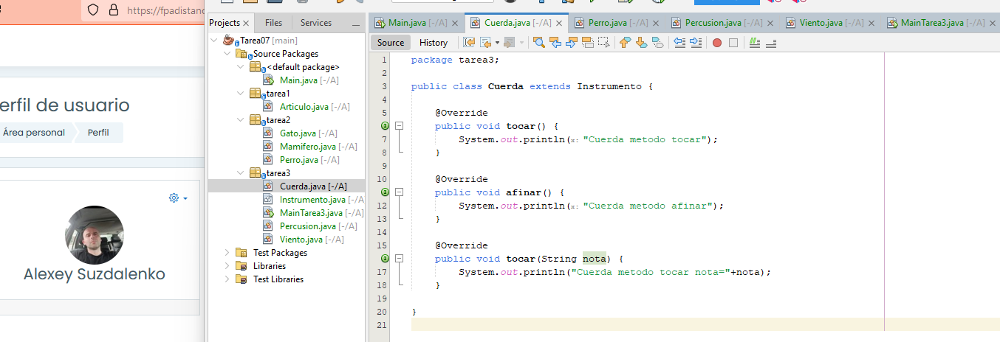 https://fpadistanc
erfil de usuario
Área personal
Perfil
Alexey Suzdalenko
Projects
Files
Services
Tarea07 [main]
Source Packages
<default package>
Main.java [-/A]
tarea1
Articulo.java [-/A]
tarea2
Gato.java [-/A]
Mamifero.java [-/A]
Perro.java [-/A]
tarea3
Cuerda.java [-/A]
Instrumento.java [-/A
MainTarea3.java [-/A]
Percusion.java [-/A]
Viento.java [-/A]
Test Packages
Libraries
Test Libraries
Main.java [-/A]
Cuerda.java [-/A]
Perro.java [-/A]
Percusion.java [-/A]
Viento.java [-/A]
MainTarea3.java [-/A]
Source
History
1 package tarea3;
2
3 public class Cuerda extends Instrumento {
4
5 @Override
6 public void tocar() {
7 System.out.println(x: "Cuerda metodo tocar");
8 }
9
10 @Override
11 public void afinar() {
12 System.out.println(x: "Cuerda metodo afinar");
13 }
14
15 @Override
16 public void tocar(String nota) {
17 System.out.println("Cuerda metodo tocar nota="+nota);
18 }
19
20 }
21